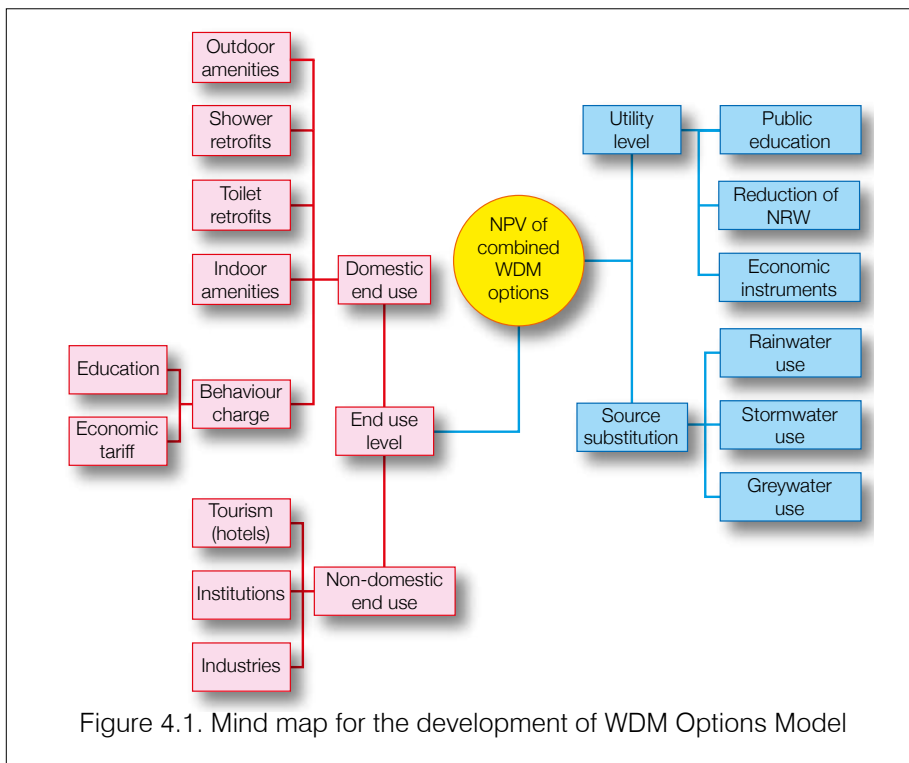 Outdoor
amenities
Shower
retrofits
Toilet
retrofits
Indoor
amenities
Domestic
end use
Education
Economic
tariff
Behaviour
charge
End use
level
Tourism
(hotels)
Institutions
Industries
Non-domestic
end use
NPV of
combined
WDM
options
Utility
level
Public
education
Reduction of
NRW
Economic
instruments
Source
substitution
Rainwater
use
Stormwater
use
Greywater
use
Figure 4.1. Mind map for the development of WDM Options Model